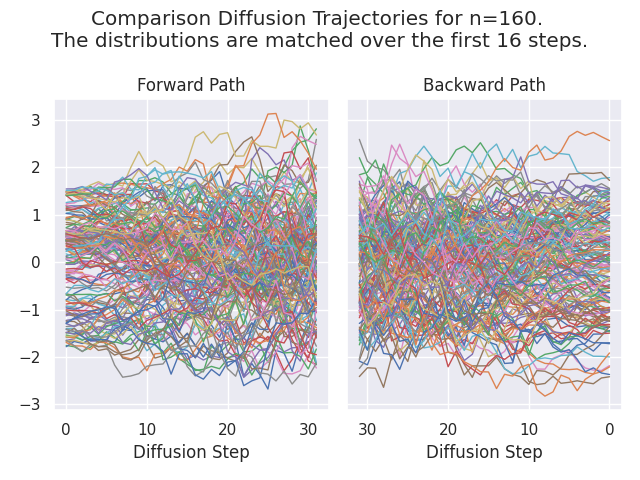 Comparison Diffusion Trajectories for n=160.
The distributions are matched over the first 16 steps.
Forward Path
Backward Path
3
2
1
0
−1
−2
−3
0 10 20 30
30 20 10 0
Diffusion Step
Diffusion Step